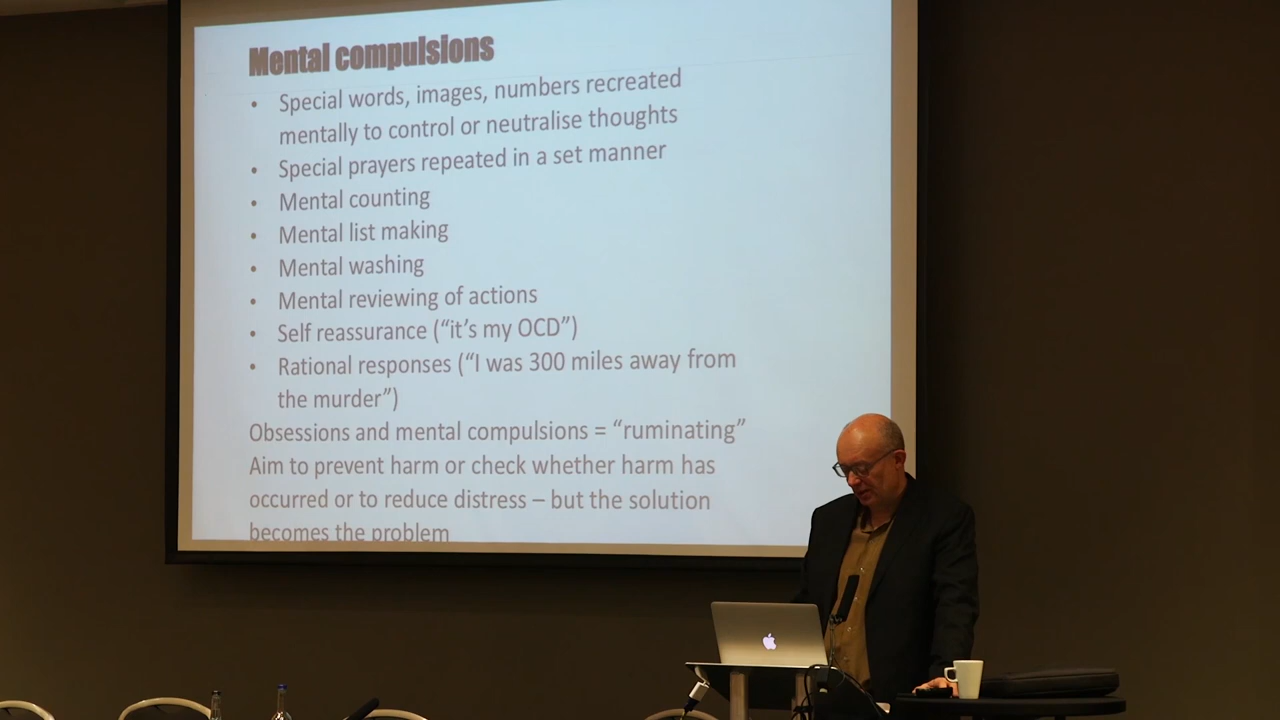 Mental compulsions
• Special words, images, numbers recreated
mentally to control or neutralise thoughts
• Special prayers repeated in a set manner
• Mental counting
• Mental list making
• Mental washing
• Mental reviewing of actions
• Self reassurance (“it’s my OCD”)
• Rational responses (“I was 300 miles away from
the murder”)
Obsessions and mental compulsions = “ruminating”
Aim to prevent harm or check whether harm has
occurred or to reduce distress – but the solution
becomes the problem